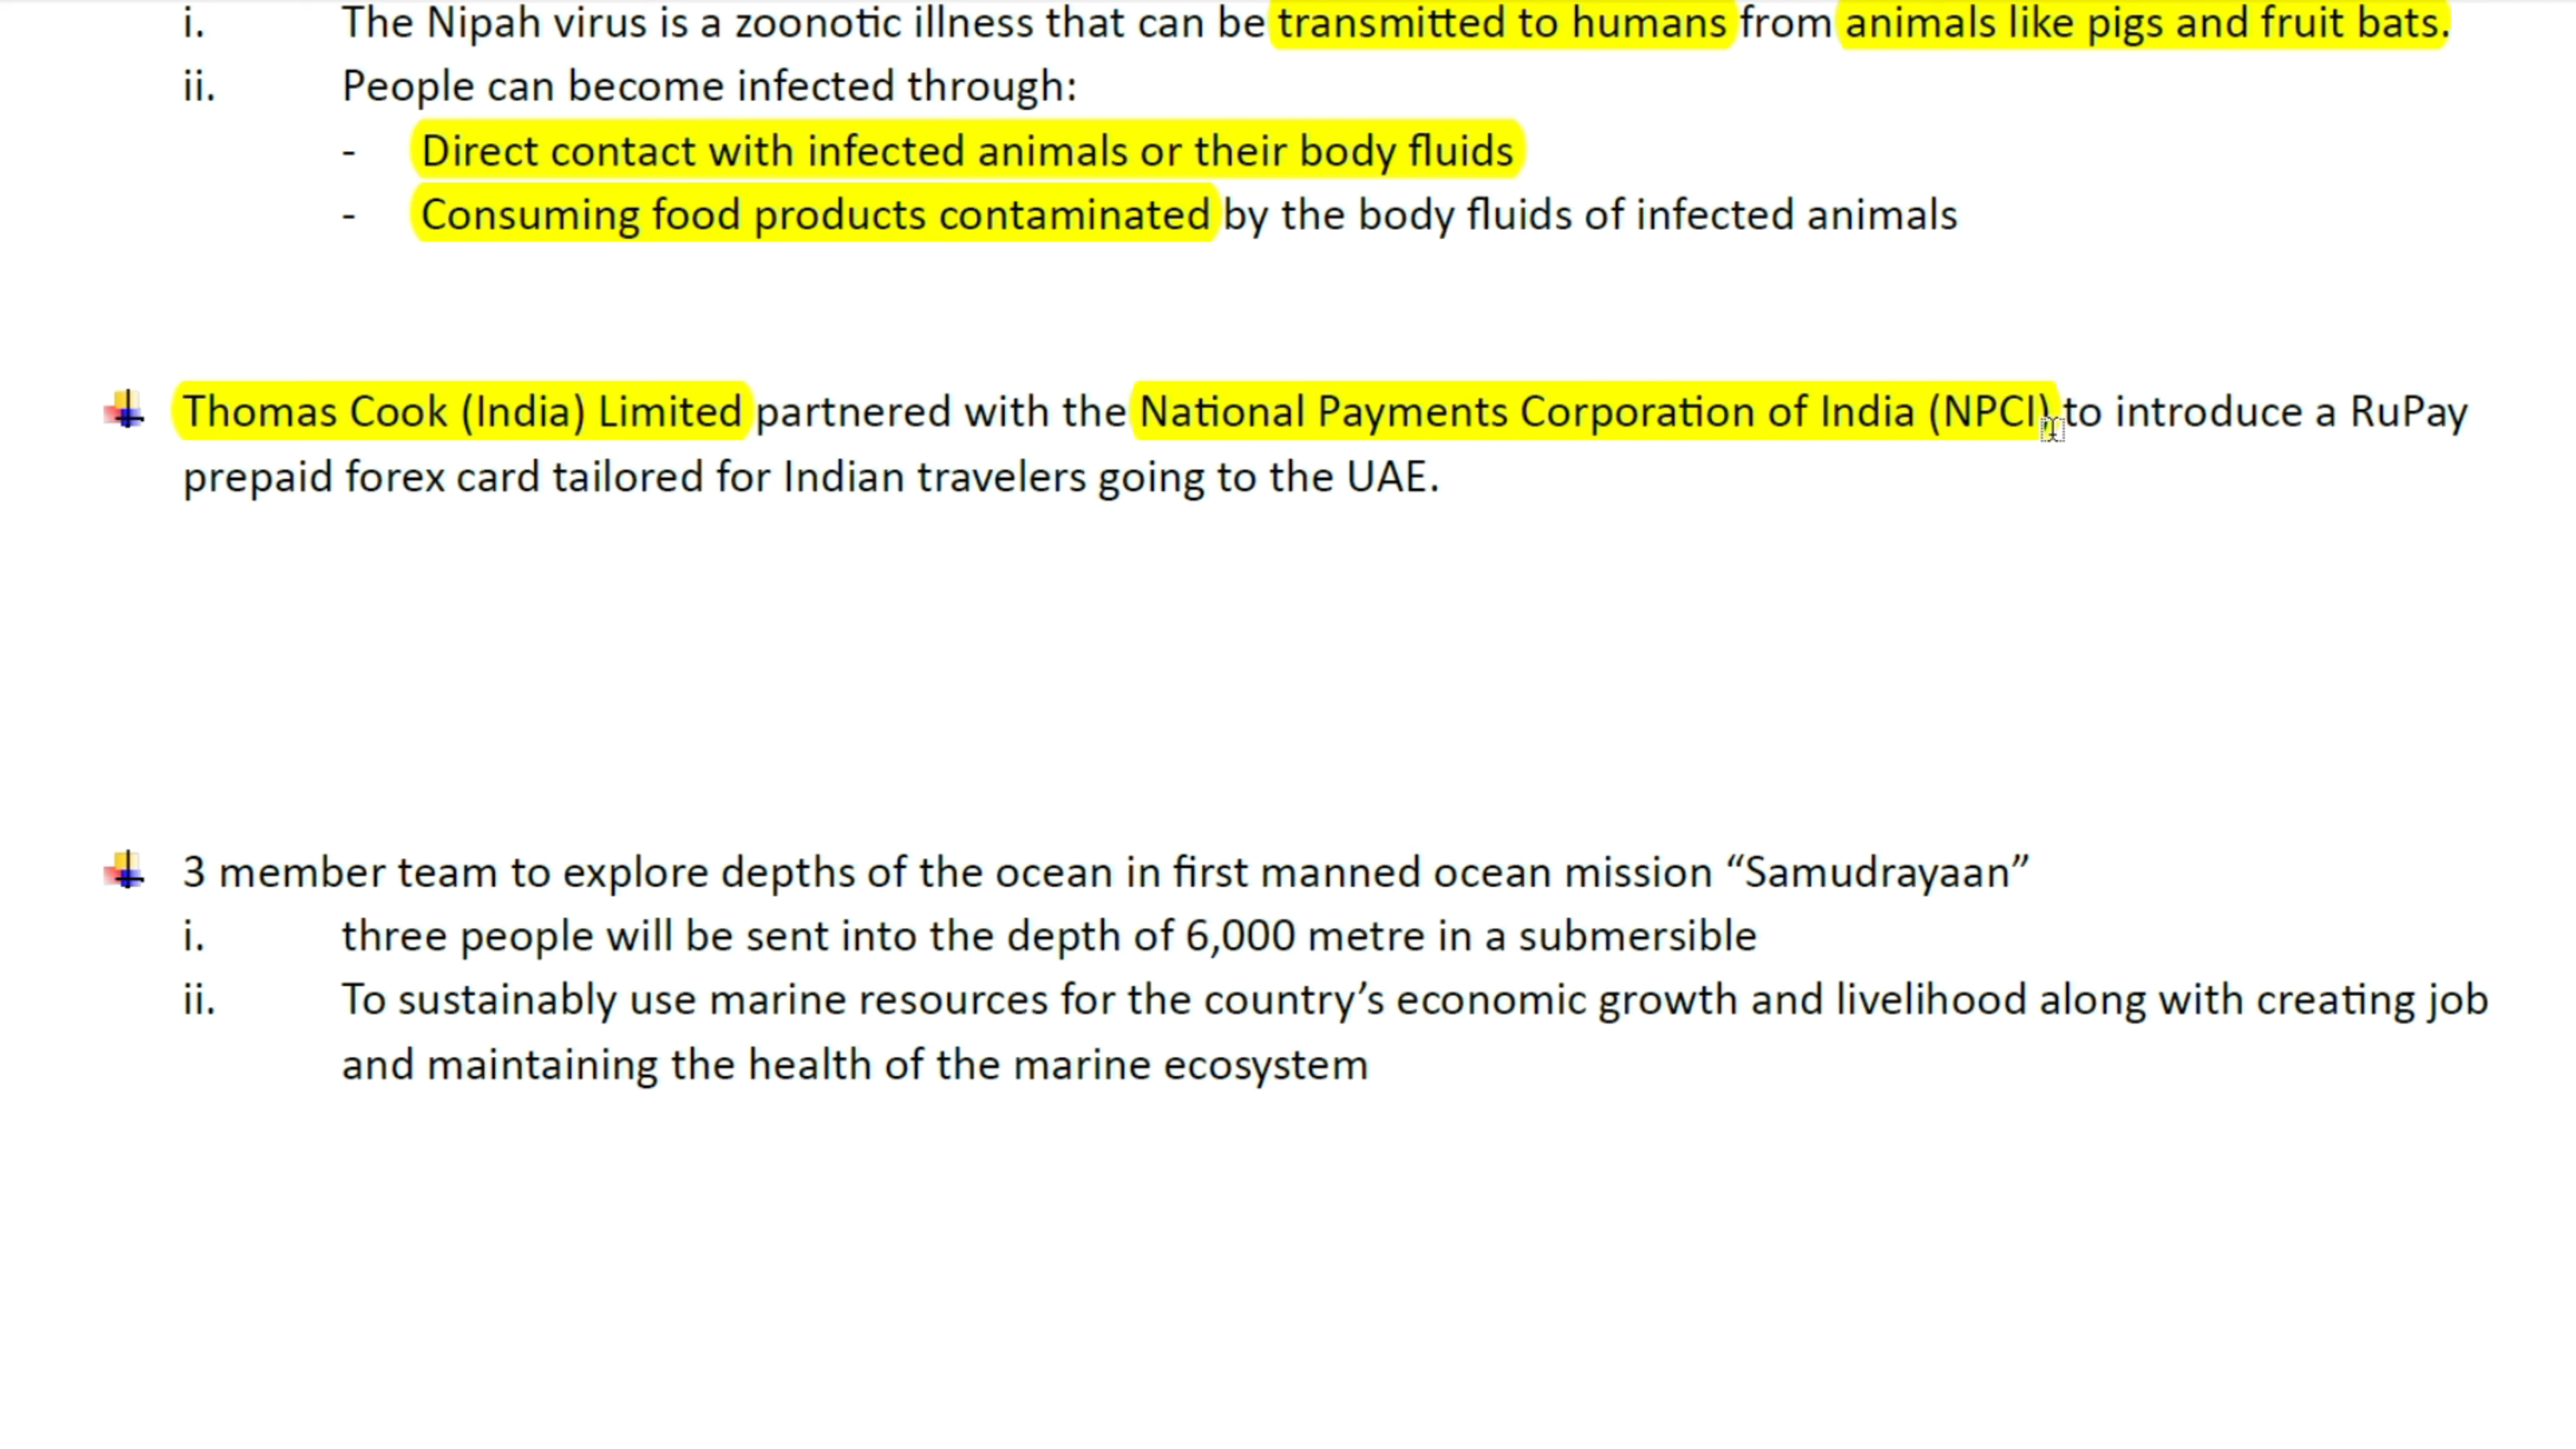 i. The Nipah virus is a zoonotic illness that can be transmitted to humans from animals like pigs and fruit bats.
ii. People can become infected through:
- Direct contact with infected animals or their body fluids
- Consuming food products contaminated by the body fluids of infected animals
Thomas Cook (India) Limited partnered with the National Payments Corporation of India (NPCI) to introduce a RuPay
prepaid forex card tailored for Indian travelers going to the UAE.
3 member team to explore depths of the ocean in first manned ocean mission “Samudrayaan”
i. three people will be sent into the depth of 6,000 metre in a submersible
ii. To sustainably use marine resources for the country’s economic growth and livelihood along with creating job
and maintaining the health of the marine ecosystem